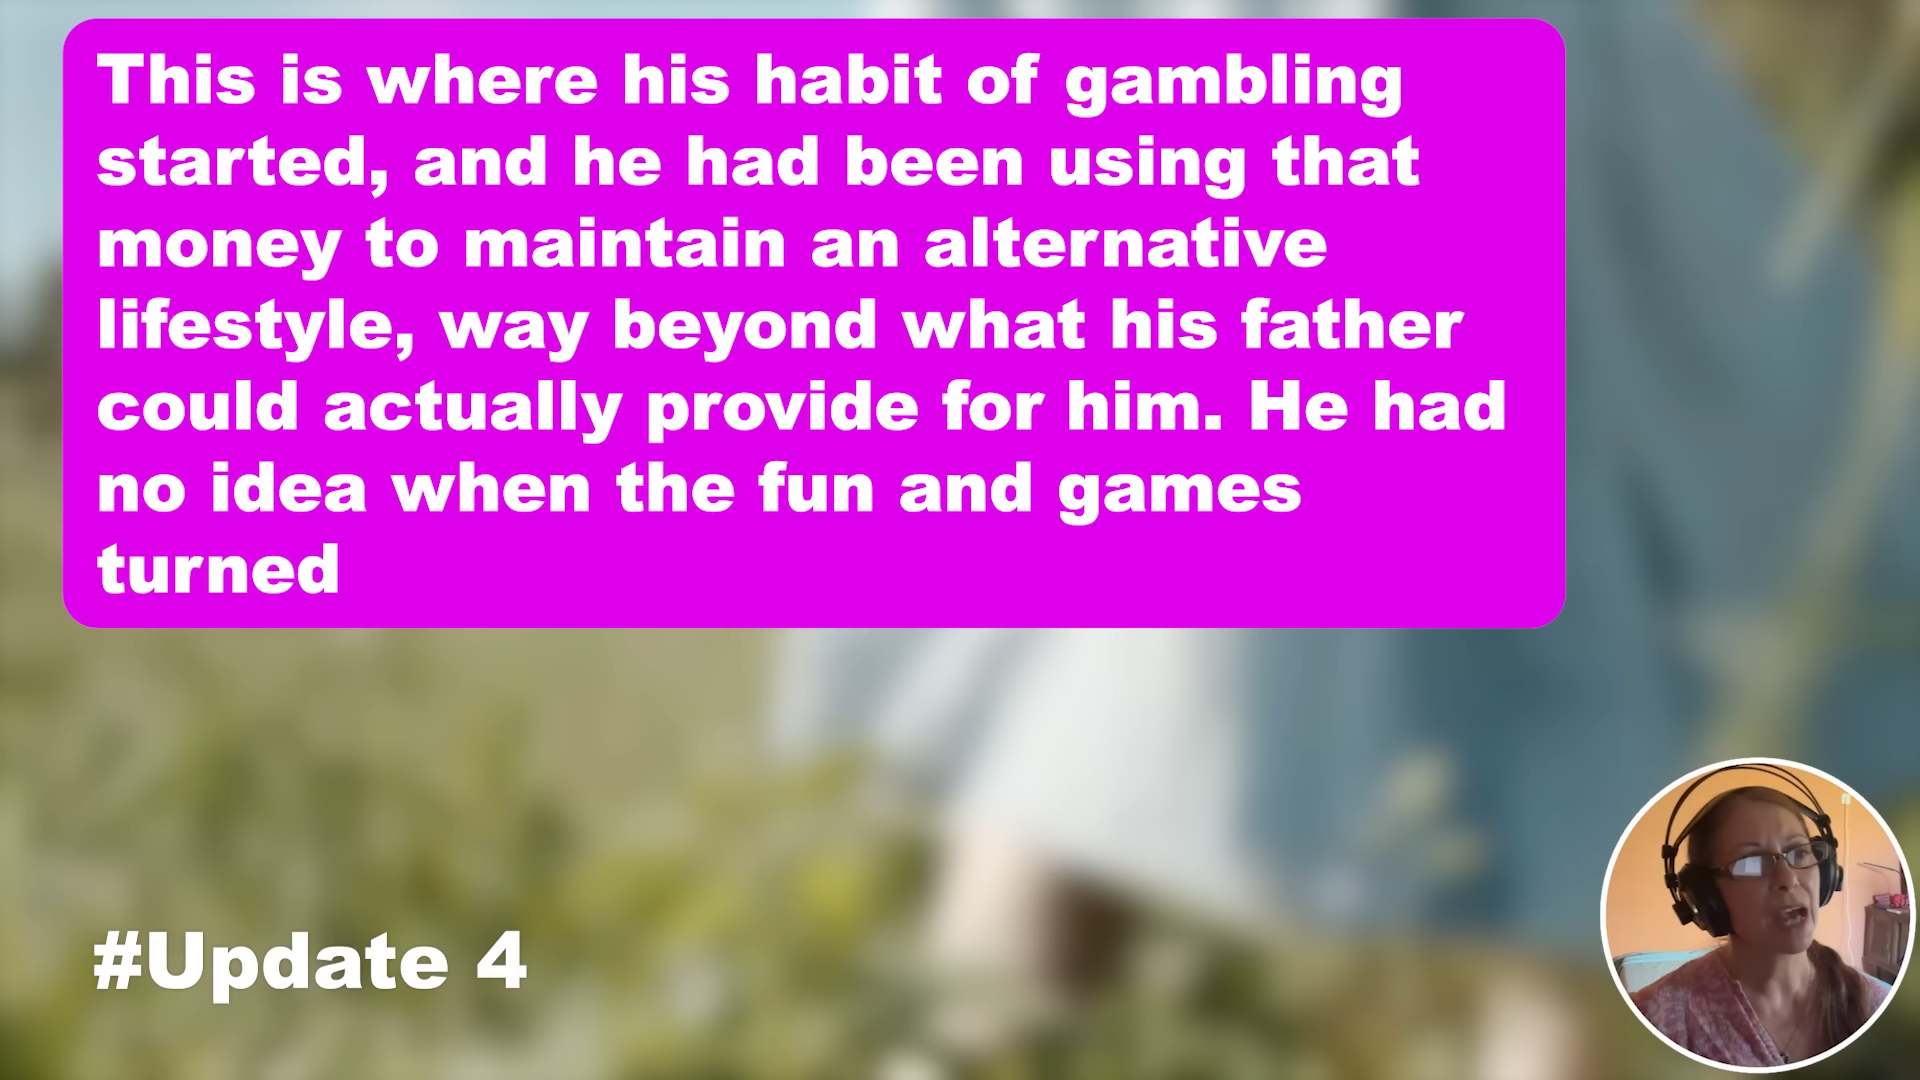 This is where his habit of gambling
started, and he had been using that
money to maintain an alternative
lifestyle, way beyond what his father
could actually provide for him. He had
no idea when the fun and games
turned
#Update 4